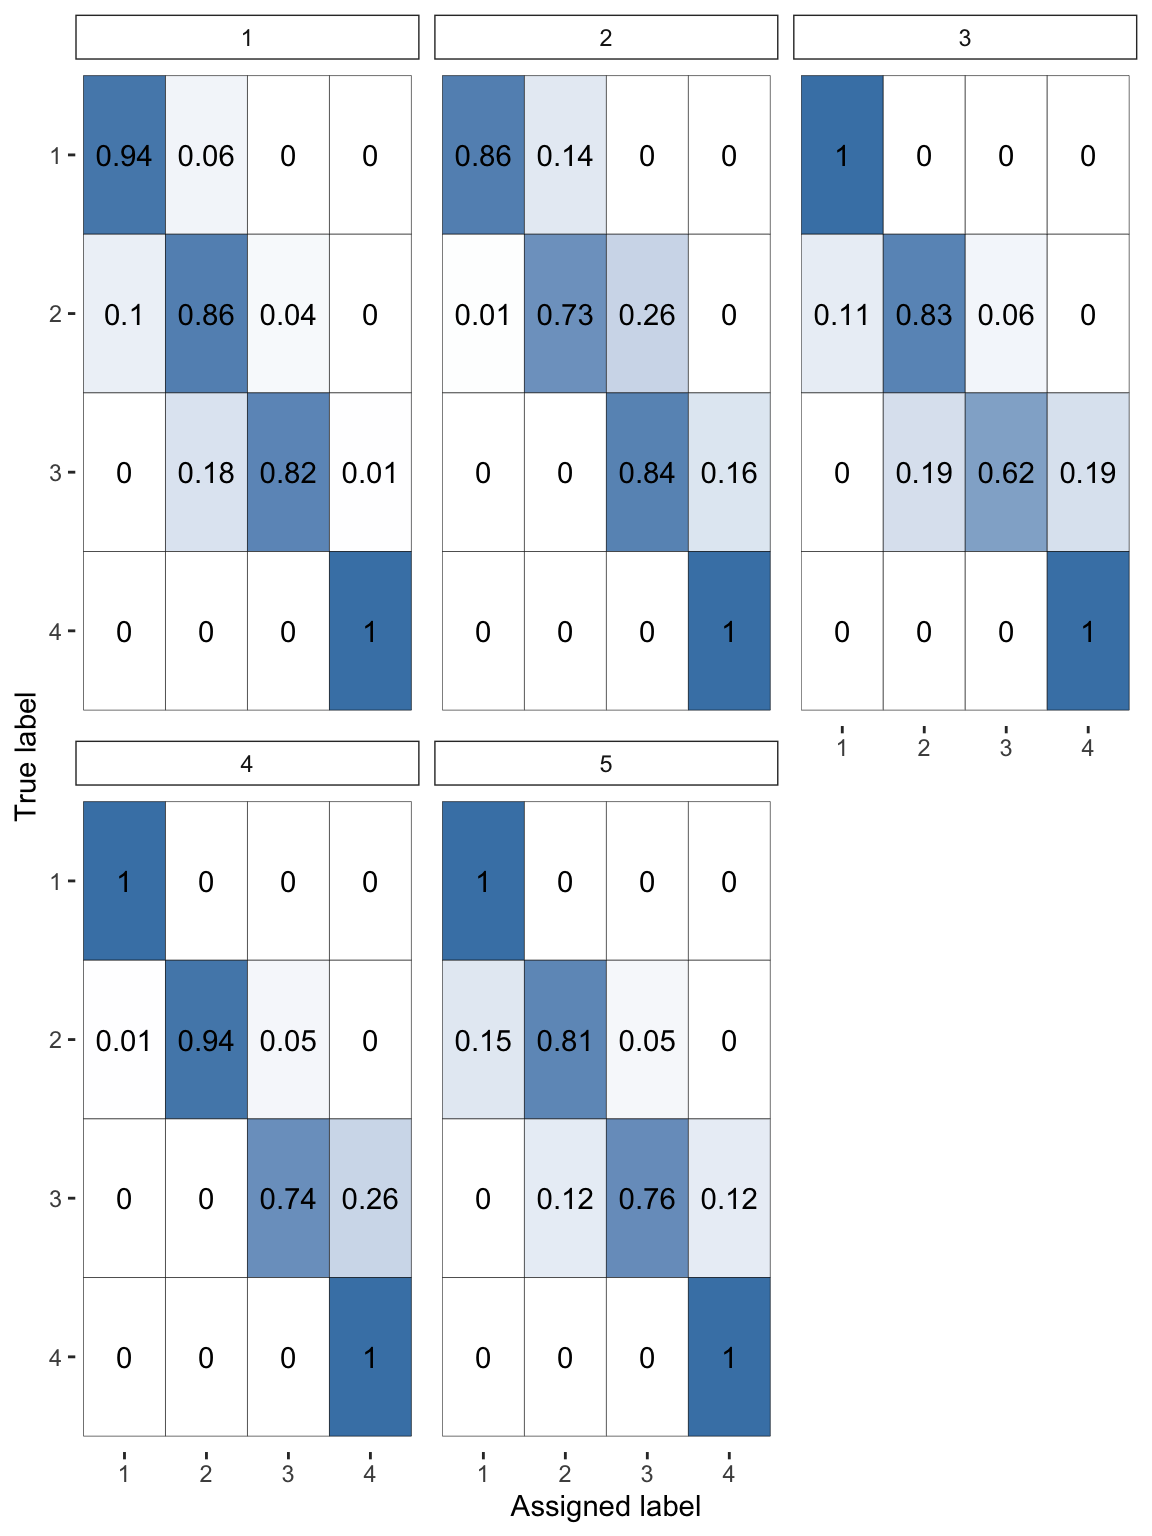 1 2 3
1 0.94 0.06 0 0 0.86 0.14 0 0 1 0 0 0
2 0.1 0.86 0.04 0 0.01 0.73 0.26 0 0.11 0.83 0.06 0
3 0 0.18 0.82 0.01 0 0 0.84 0.16 0 0.19 0.62 0.19
4 0 0 0 1 0 0 0 1 0 0 0 1
1 2 3 4
True label
4 5
1 1 0 0 0 1 0 0 0
2 0.01 0.94 0.05 0 0.15 0.81 0.05 0
3 0 0 0.74 0.26 0 0.12 0.76 0.12
4 0 0 0 1 0 0 0 1
1 2 3 4 1 2 3 4
Assigned label